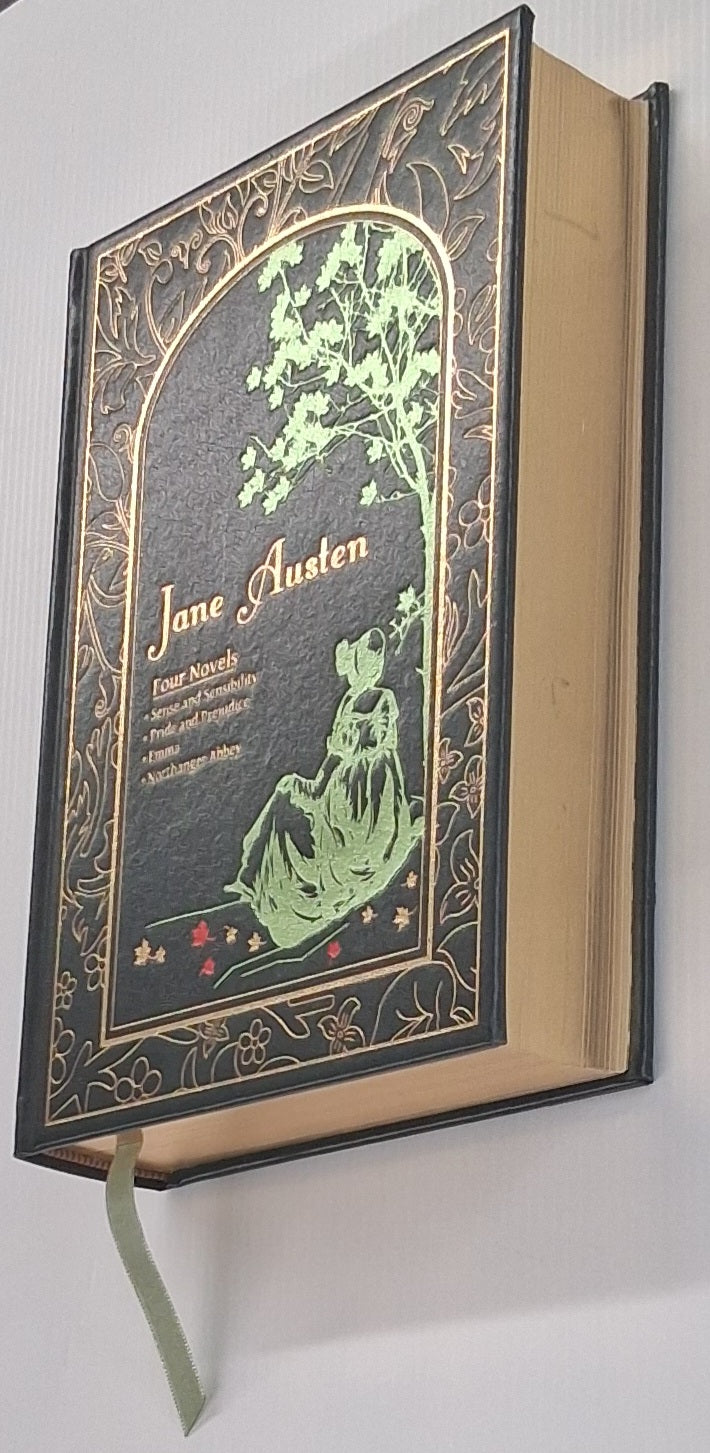 Jane Austen
Four Novels
• Sense and Sensibility
• Pride and Prejudice
• Emma
• Northanger Abbey